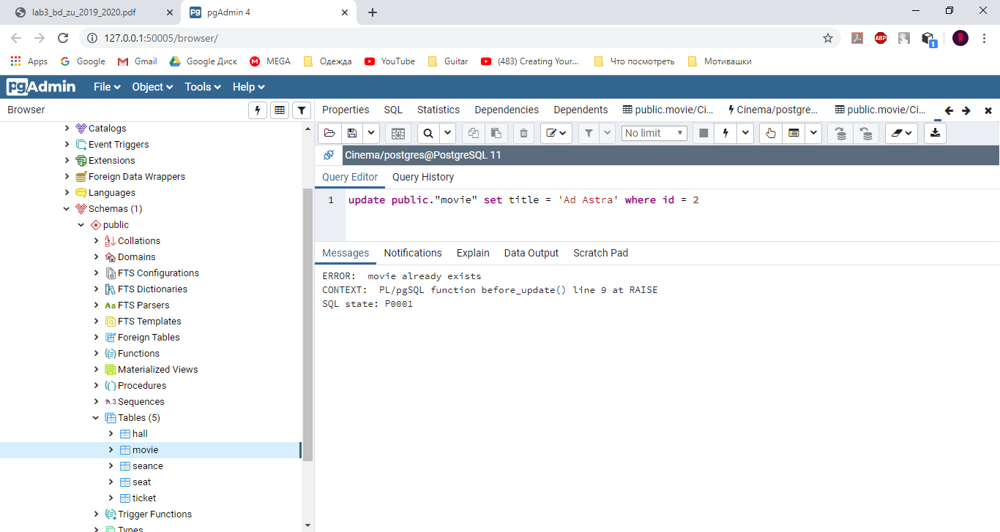 lab3_bd_zu_2019_2020.pdf
pgAdmin 4
127.0.0.1:50005/browser/
ABP
1
Apps
Google
Gmail
Google Диск
MEGA
Одежда
YouTube
Guitar
(483) Creating Your...
Что посмотреть
Мотивашки
pgAdmin
File
Object
Tools
Help
Browser
Catalogs
Event Triggers
Extensions
Foreign Data Wrappers
Languages
Schemas (1)
public
Collations
Domains
FTS Configurations
FTS Dictionaries
Aa FTS Parsers
FTS Templates
Foreign Tables
Functions
Materialized Views
Procedures
1..3 Sequences
Tables (5)
hall
movie
seance
seat
ticket
Trigger Functions
Types
Properties
SQL
Statistics
Dependencies
Dependents
public.movie/Ci...
Cinema/postgre...
public.movie/Ci...
No limit
Cinema/postgres@PostgreSQL 11
Query Editor
Query History
1 update public."movie" set title = 'Ad Astra' where id = 2
Messages
Notifications
Explain
Data Output
Scratch Pad
ERROR:  movie already exists
CONTEXT:  PL/pgSQL function before_update() line 9 at RAISE
SQL state: P0001